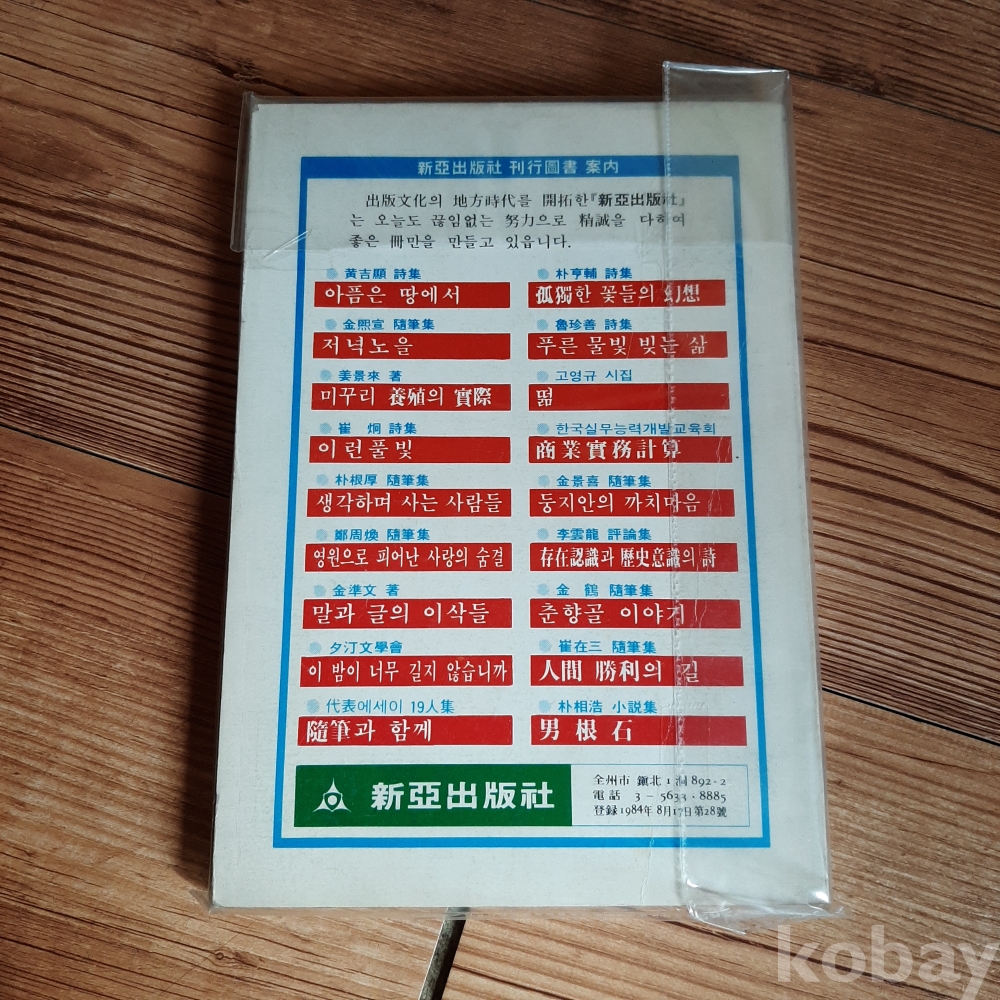 新亞出版社 刊行圖書 案內
出版文化의 地方時代를 開拓한『新亞出版社』
는 오늘도 끊임없는 努力으로 精誠을 다하여
좋은 冊만을 만들고 있읍니다.
黃吉顯 詩集
아픔은 땅에서
朴亨輔 詩集
孤獨한 꽃들의 幻想
金熙宣 隨筆集
저녁노을
魯珍善 詩集
푸른 물빛 빛는 삶
姜景來 著
미꾸리 養殖의 實際
고영규 시집
떪
崔 炯 詩集
이런풀빛
한국실무능력개발교육회
商業實務計算
朴根厚 隨筆集
생각하며 사는 사람들
金景喜 隨筆集
둥지안의 까치마음
鄭周煥 隨筆集
영원으로 피어난 사랑의 숨결
李雲龍 評論集
存在認識과 歷史意識의 詩
金準文 著
말과 글의 이삭들
金 鶴 隨筆集
춘향골 이야기
夕汀文學會
이 밤이 너무 길지 않습니까
崔在三 隨筆集
人間 勝利의 길
代表에세이 19人集
隨筆과 함께
朴相浩 小説集
男根石
新亞出版社
全州市 鎭北 1 洞 892-2
電話 3-5633·8885
登録 1984年 8月17日 第28號
kobay